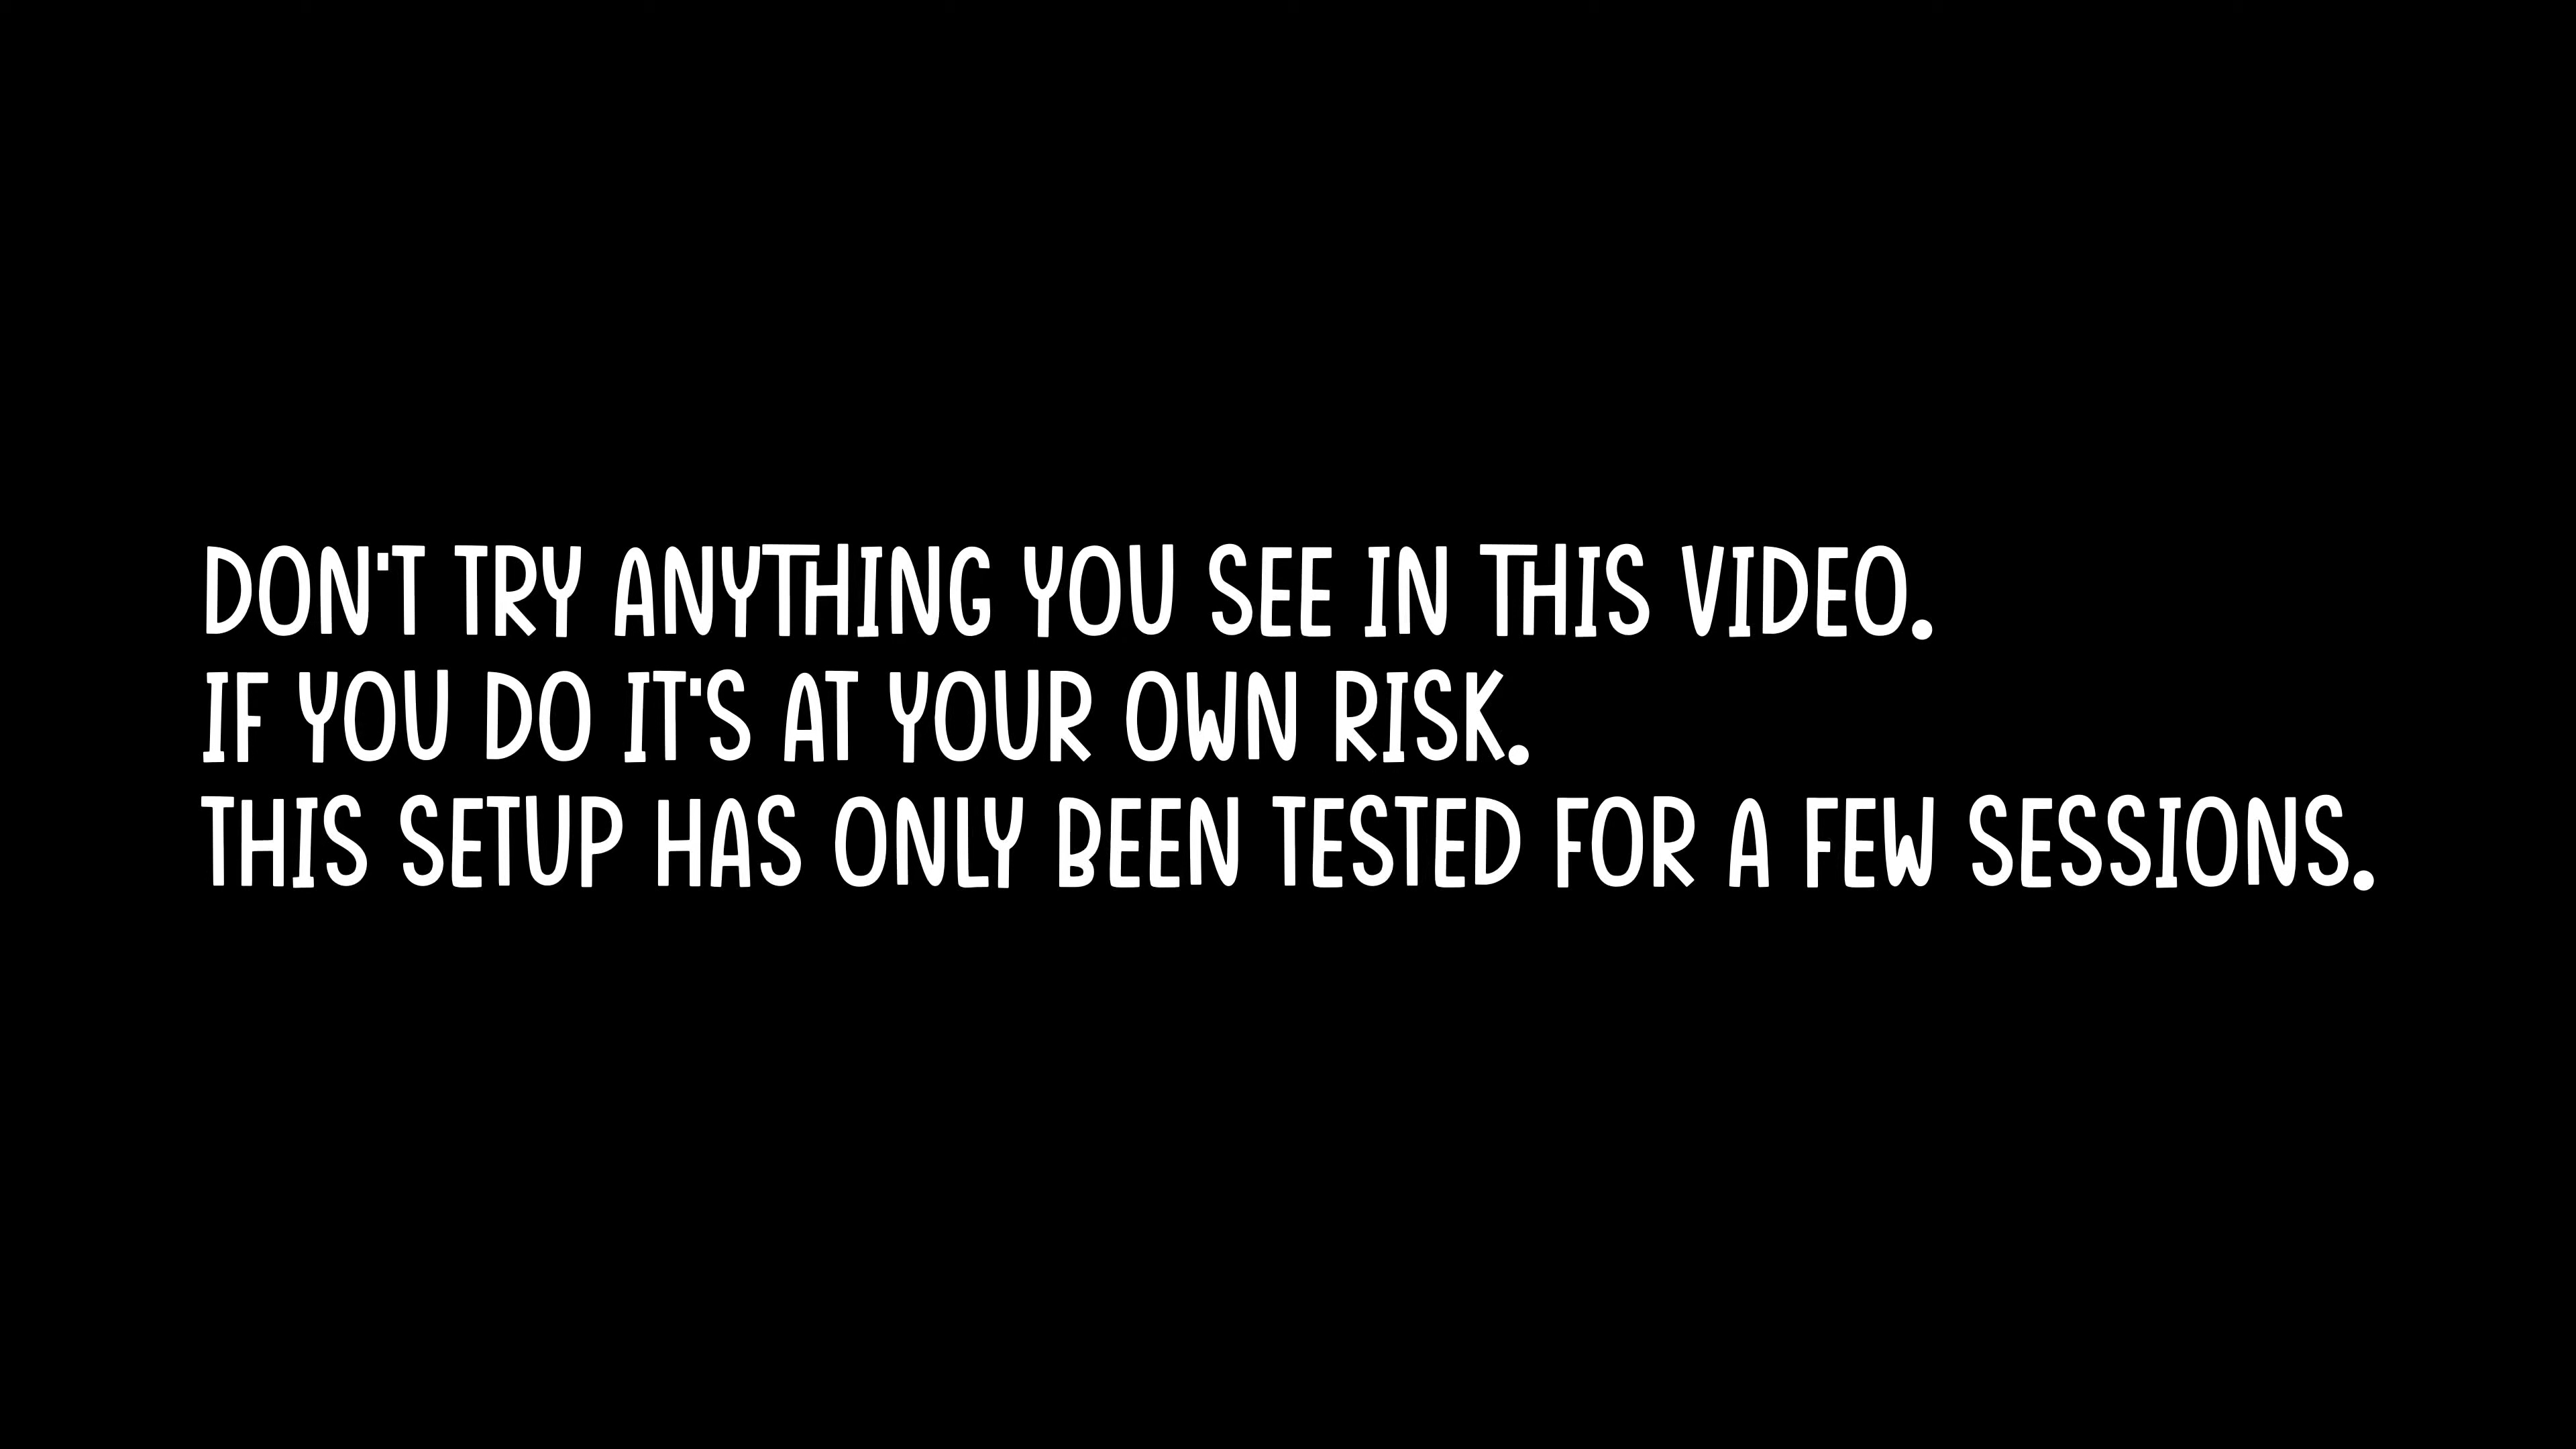 DON'T TRY ANYTHING YOU SEE IN THIS VIDEO.
IF YOU DO IT'S AT YOUR OWN RISK.
THIS SETUP HAS ONLY BEEN TESTED FOR A FEW SESSIONS.